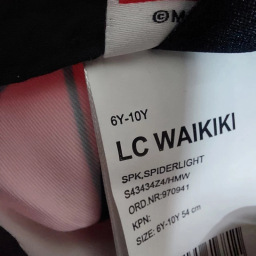 ©M
6Y-10Y
LC WAIKIKI
SPK,SPIDERLIGHT
S43434Z4/HMW
ORD.NR:970941
KPN:
SIZE: 6Y-10Y 54 cm